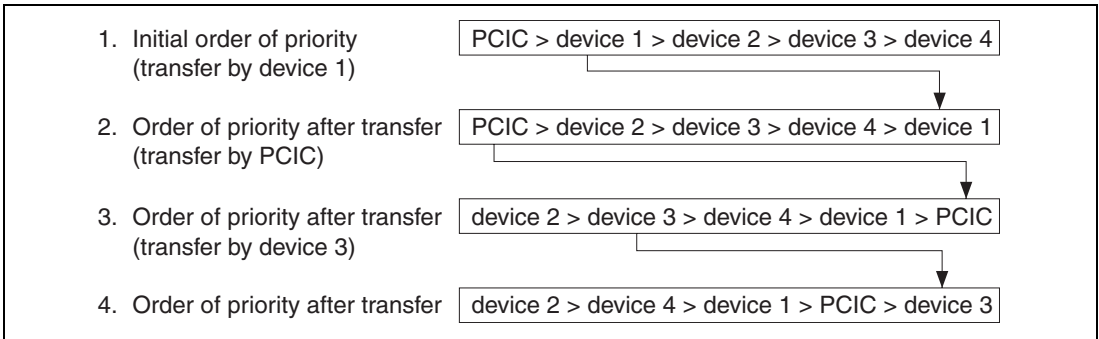 1. Initial order of priority
(transfer by device 1)
PCIC > device 1 > device 2 > device 3 > device 4
2. Order of priority after transfer
(transfer by PCIC)
PCIC > device 2 > device 3 > device 4 > device 1
3. Order of priority after transfer
(transfer by device 3)
device 2 > device 3 > device 4 > device 1 > PCIC
4. Order of priority after transfer
device 2 > device 4 > device 1 > PCIC > device 3